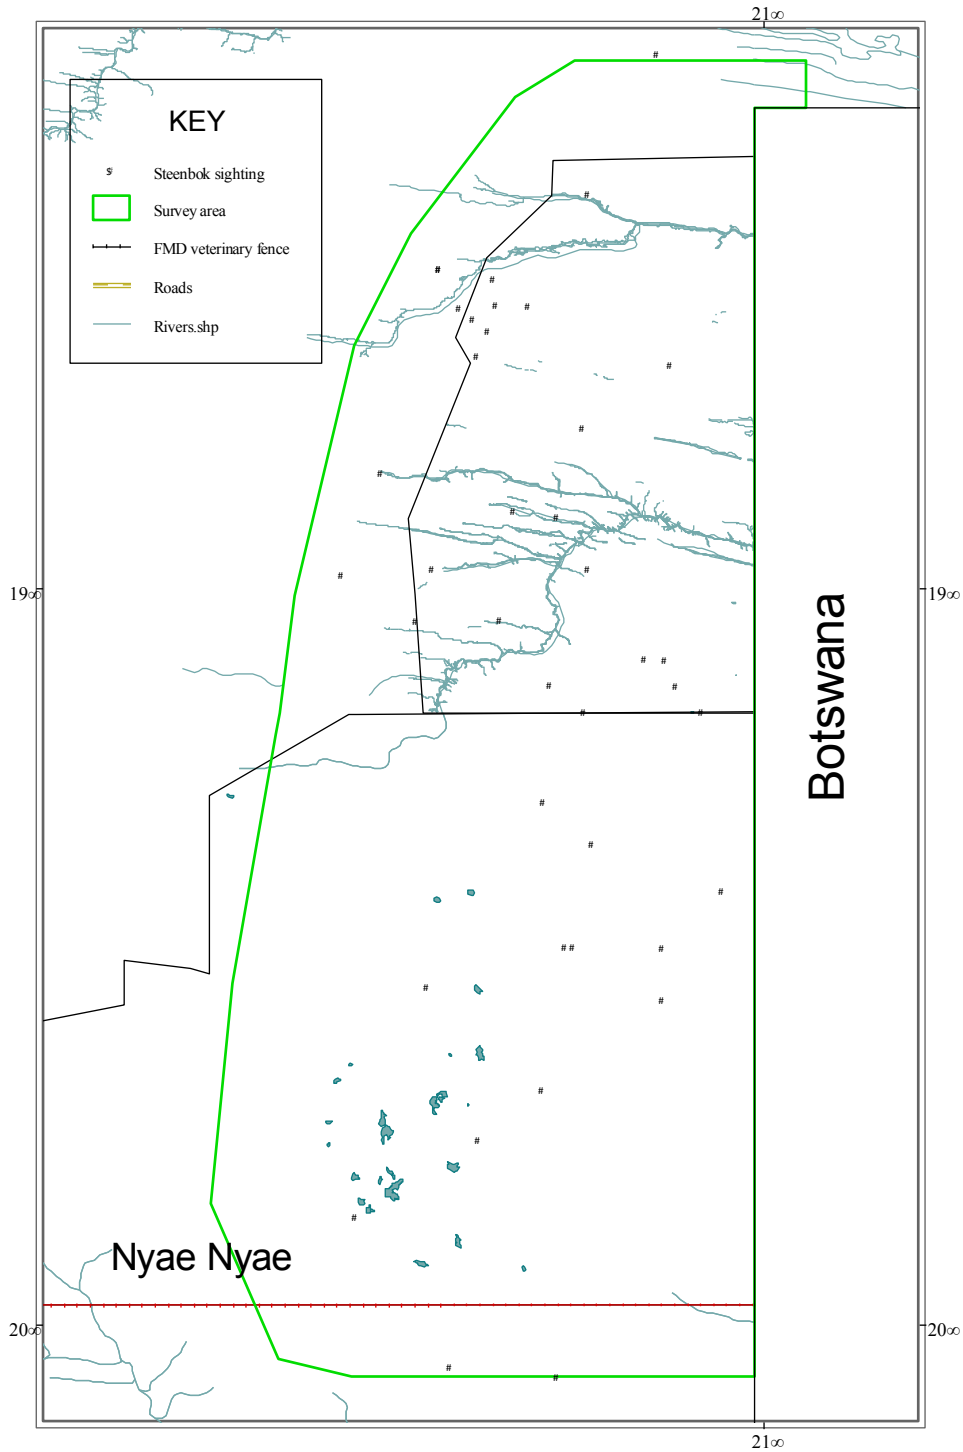 21∞
KEY
Steenbok sighting
Survey area
FMD veterinary fence
Roads
Rivers.shp
19∞
19∞
Botswana
Nyae Nyae
20∞
20∞
21∞